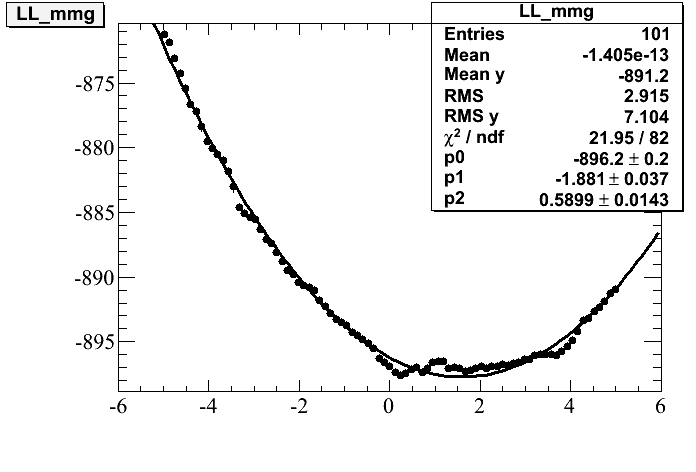 LL_mmg
LL_mmg
Entries 101
Mean -1.405e-13
Mean y -891.2
RMS 2.915
RMS y 7.104
χ² / ndf 21.95 / 82
p0 -896.2 ± 0.2
p1 -1.881 ± 0.037
p2 0.5899 ± 0.0143
-875
-880
-885
-890
-895
-6 -4 -2 0 2 4 6